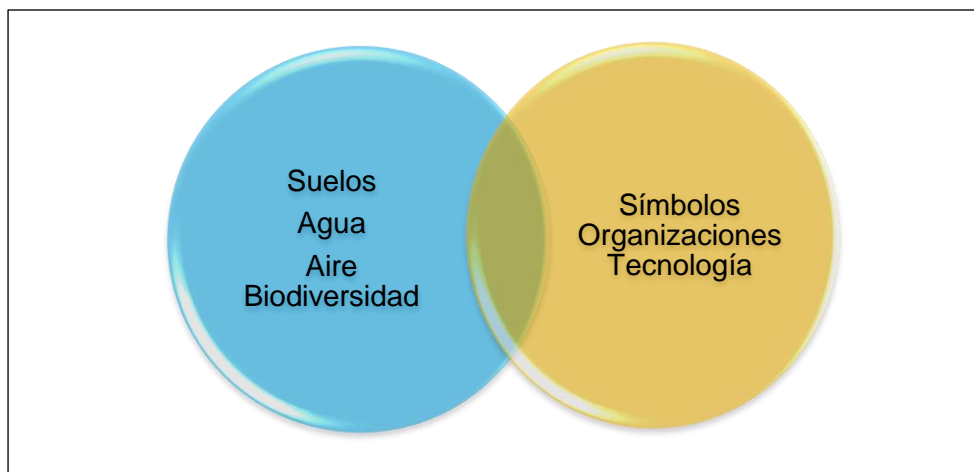 Suelos
Agua
Aire
Biodiversidad
Símbolos
Organizaciones
Tecnología